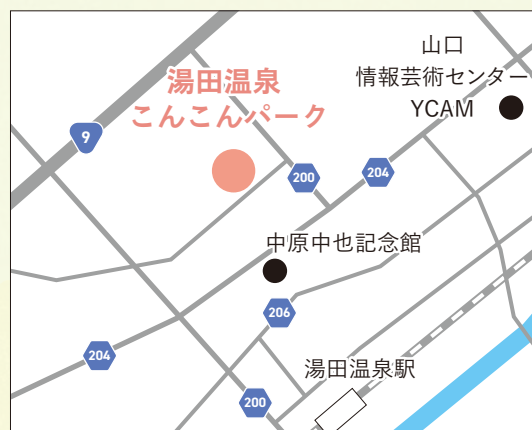 山口
情報芸術センター
YCAM
湯田温泉
こんこんパーク
9
200
204
中原中也記念館
206
204
湯田温泉駅
200